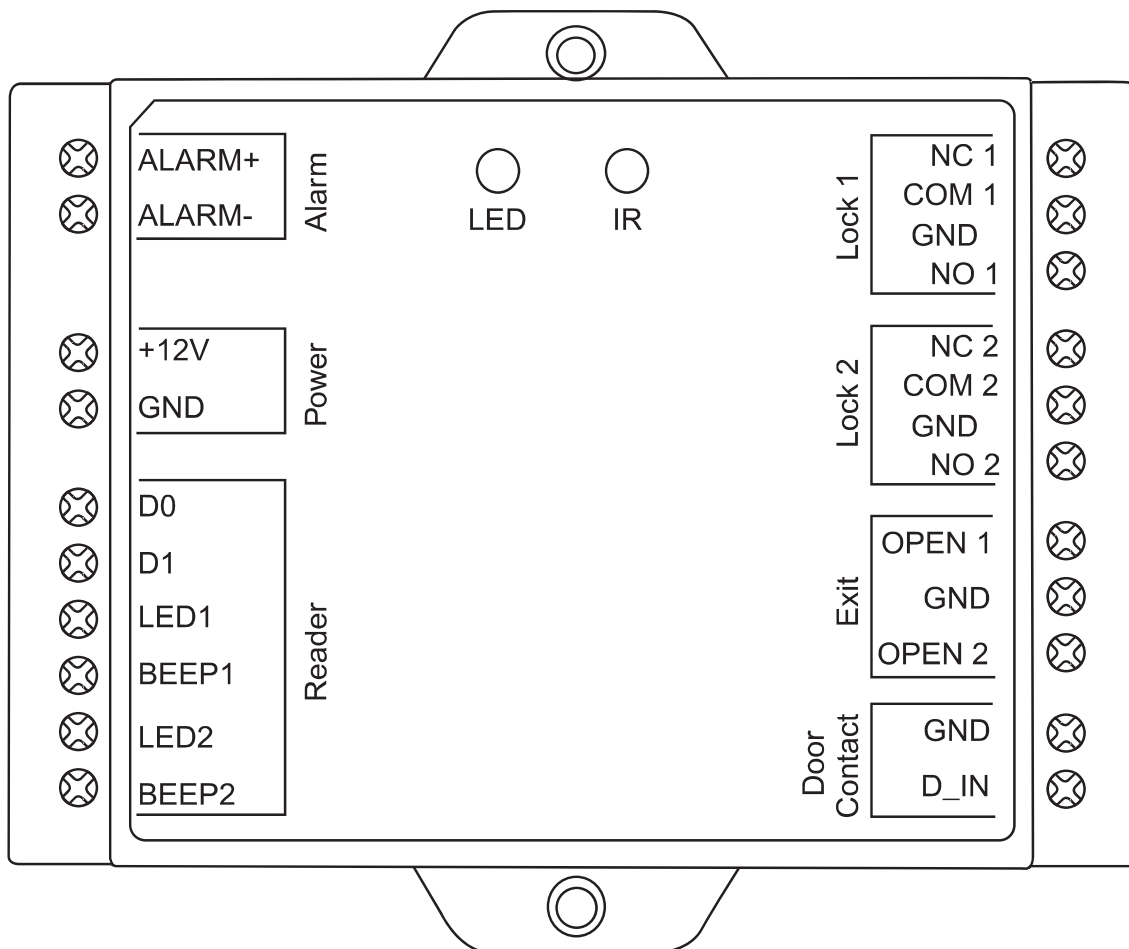 ALARM+
ALARM-
Alarm
+12V
GND
Power
D0
D1
LED1
BEEP1
LED2
BEEP2
Reader
LED
IR
Lock 1
NC 1
COM 1
GND
NO 1
Lock 2
NC 2
COM 2
GND
NO 2
Exit
OPEN 1
GND
OPEN 2
Door
Contact
GND
D_IN